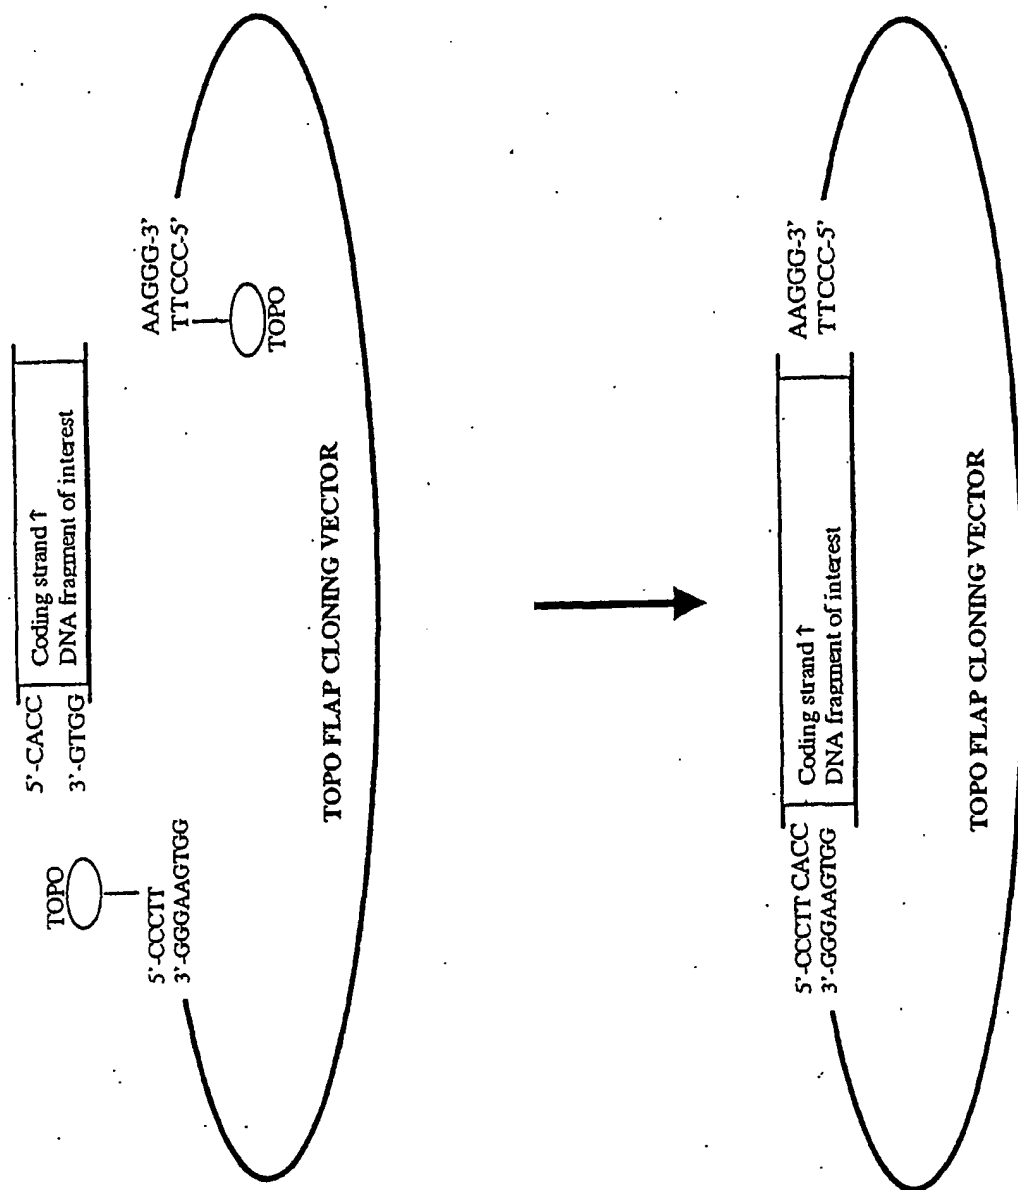 5'-CACC
Coding strand ↑
3'-GTGG
DNA fragment of interest
TOPO
5'-CCCTT
3'-GGGAAGTGG
AAGGG-3'
TTCCC-5'
TOPO
TOPO FLAP CLONING VECTOR
5'-CCCTT CACC
3'-GGGAAGTGG
Coding strand ↑
DNA fragment of interest
AAGGG-3'
TTCCC-5'
TOPO FLAP CLONING VECTOR